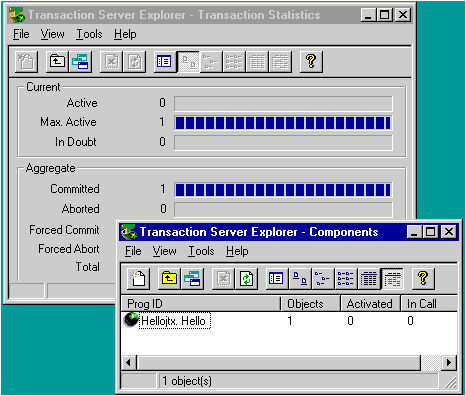 Transaction Server Explorer - Transaction Statistics
File View Tools Help
Current
Active 0
Max. Active 1
In Doubt 0
Aggregate
Committed 1
Aborted 0
Forced Commit
Forced Abort
Total
Transaction Server Explorer - Components
File View Tools Help
Prog ID Objects Activated In Call
Hellojtx. Hello 1 0 0
1 object(s)